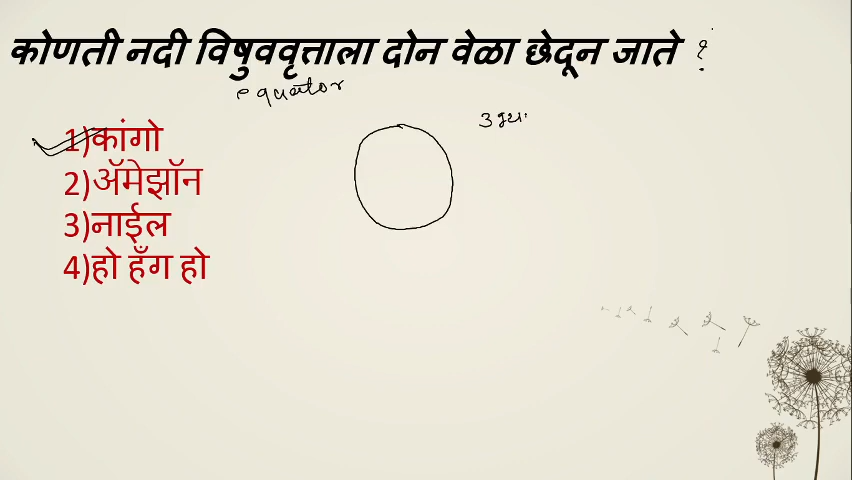 कोणती नदी विषुववृत्ताला दोन वेळा छेदून जाते ?
equator
1)कांगो
2)ॲमेझॉन
3)नाईल
4)हो हँग हो